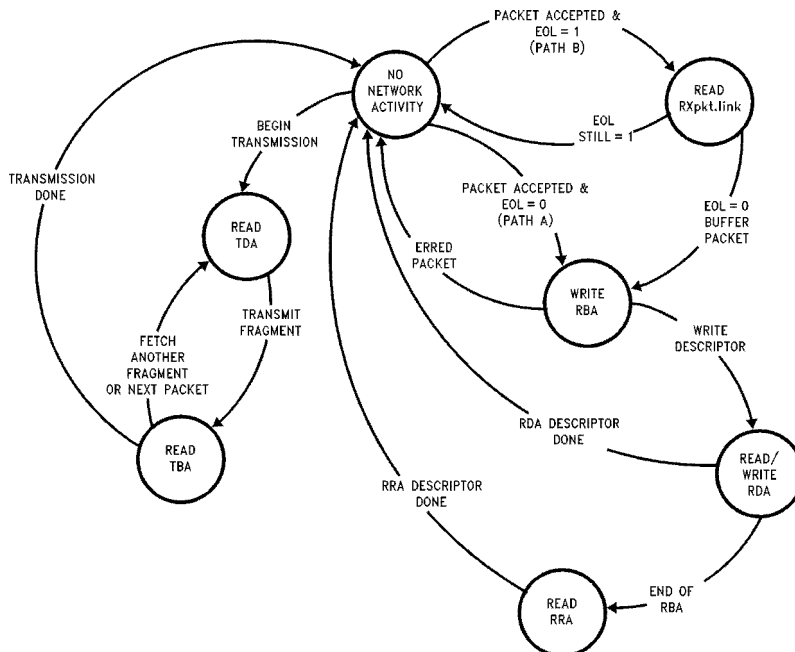 PACKET ACCEPTED &
EOL = 1
(PATH B)
NO
NETWORK
ACTIVITY
READ
RXpkt.link
EOL
STILL = 1
BEGIN
TRANSMISSION
TRANSMISSION
DONE
PACKET ACCEPTED &
EOL = 0
(PATH A)
EOL = 0
BUFFER
PACKET
READ
TDA
ERRED
PACKET
WRITE
RBA
TRANSMIT
FRAGMENT
WRITE
DESCRIPTOR
FETCH
ANOTHER
FRAGMENT
OR NEXT PACKET
RDA DESCRIPTOR
DONE
READ
TBA
READ/
WRITE
RDA
RRA DESCRIPTOR
DONE
END OF
RBA
READ
RRA